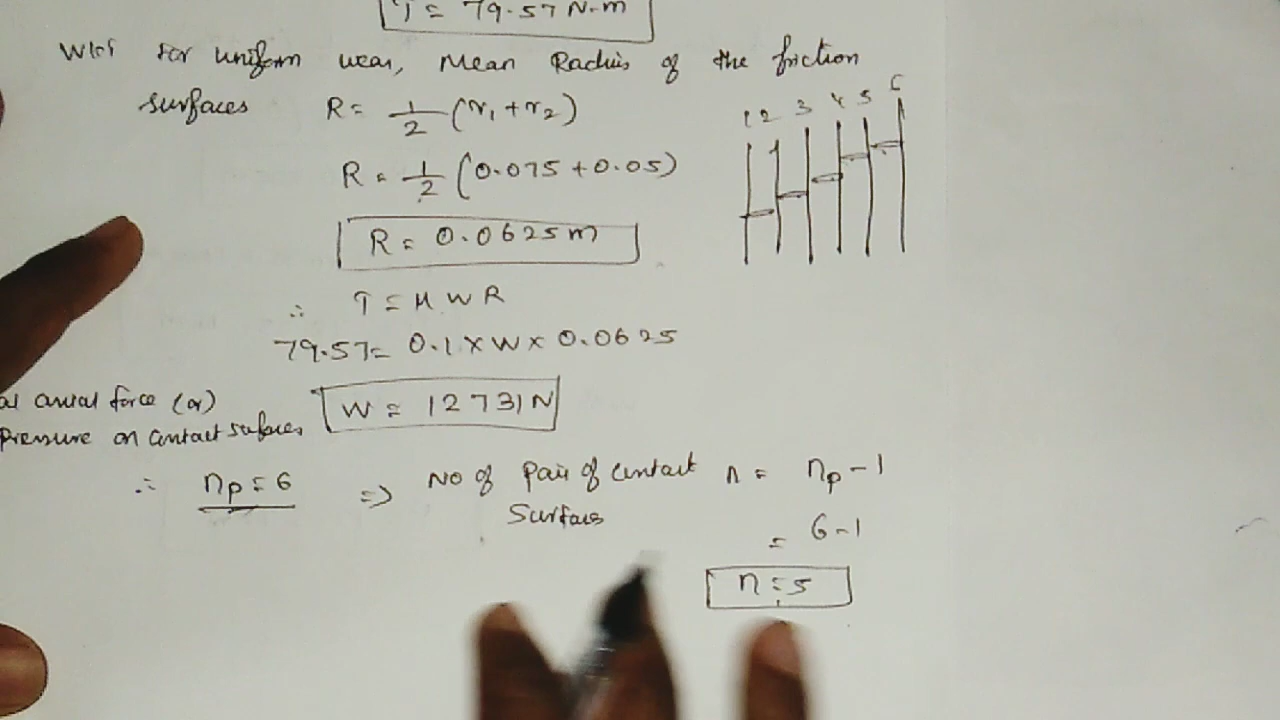 T = 79.57 N-m
WKT for uniform wear, Mean Radius of the friction
surfaces R = 1/2 (r1 + r2)
1 2 3 4 5 6
R = 1/2 (0.075 + 0.05)
R = 0.0625 m
∴ T = μ W R
79.57 = 0.1 × W × 0.0625
al axial force (or)
W = 12731 N
Pressure on contact surfaces
∴ np = 6 => No of pair of contact n = np - 1
Surfaces
= 6 - 1
n = 5